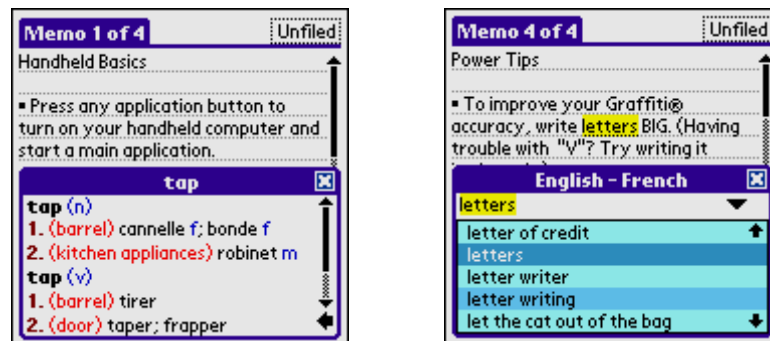 Memo 1 of 4
Unfiled
Handheld Basics
▪ Press any application button to
turn on your handheld computer and
start a main application.
tap
tap (n)
1. (barrel) cannelle f; bonde f
2. (kitchen appliances) robinet m
tap (v)
1. (barrel) tirer
2. (door) taper; frapper
Memo 4 of 4
Unfiled
Power Tips
▪ To improve your Graffiti®
accuracy, write letters BIG. (Having
trouble with "V"? Try writing it
English - French
letters
letter of credit
letters
letter writer
letter writing
let the cat out of the bag